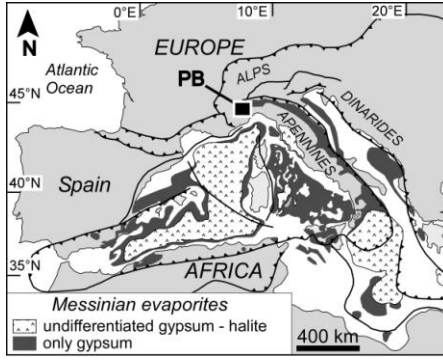 0°E 10°E 20°E
N
EUROPE
Atlantic
Ocean
ALPS
PB
45°N
DINARIDES
APENNINES
Spain
40°N
35°N
AFRICA
Messinian evaporites
undifferentiated gypsum - halite
only gypsum
400 km